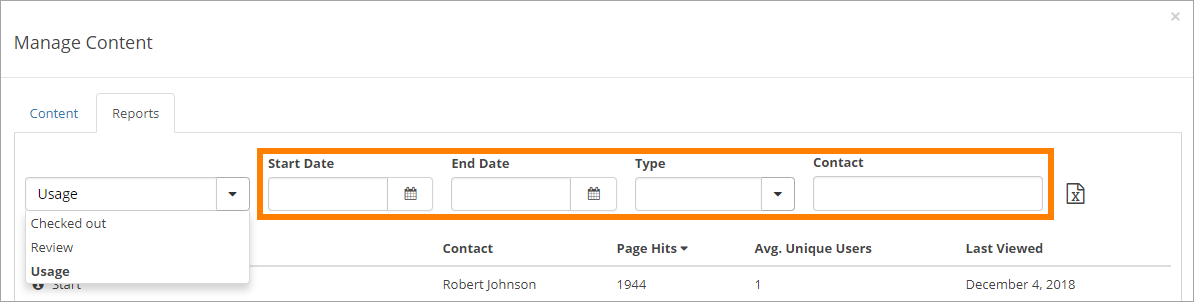 ×
Manage Content
Content Reports
Start Date End Date Type Contact
Usage
Checked out
Review
Usage
Contact Page Hits Avg. Unique Users Last Viewed
Start Robert Johnson 1944 1 December 4, 2018